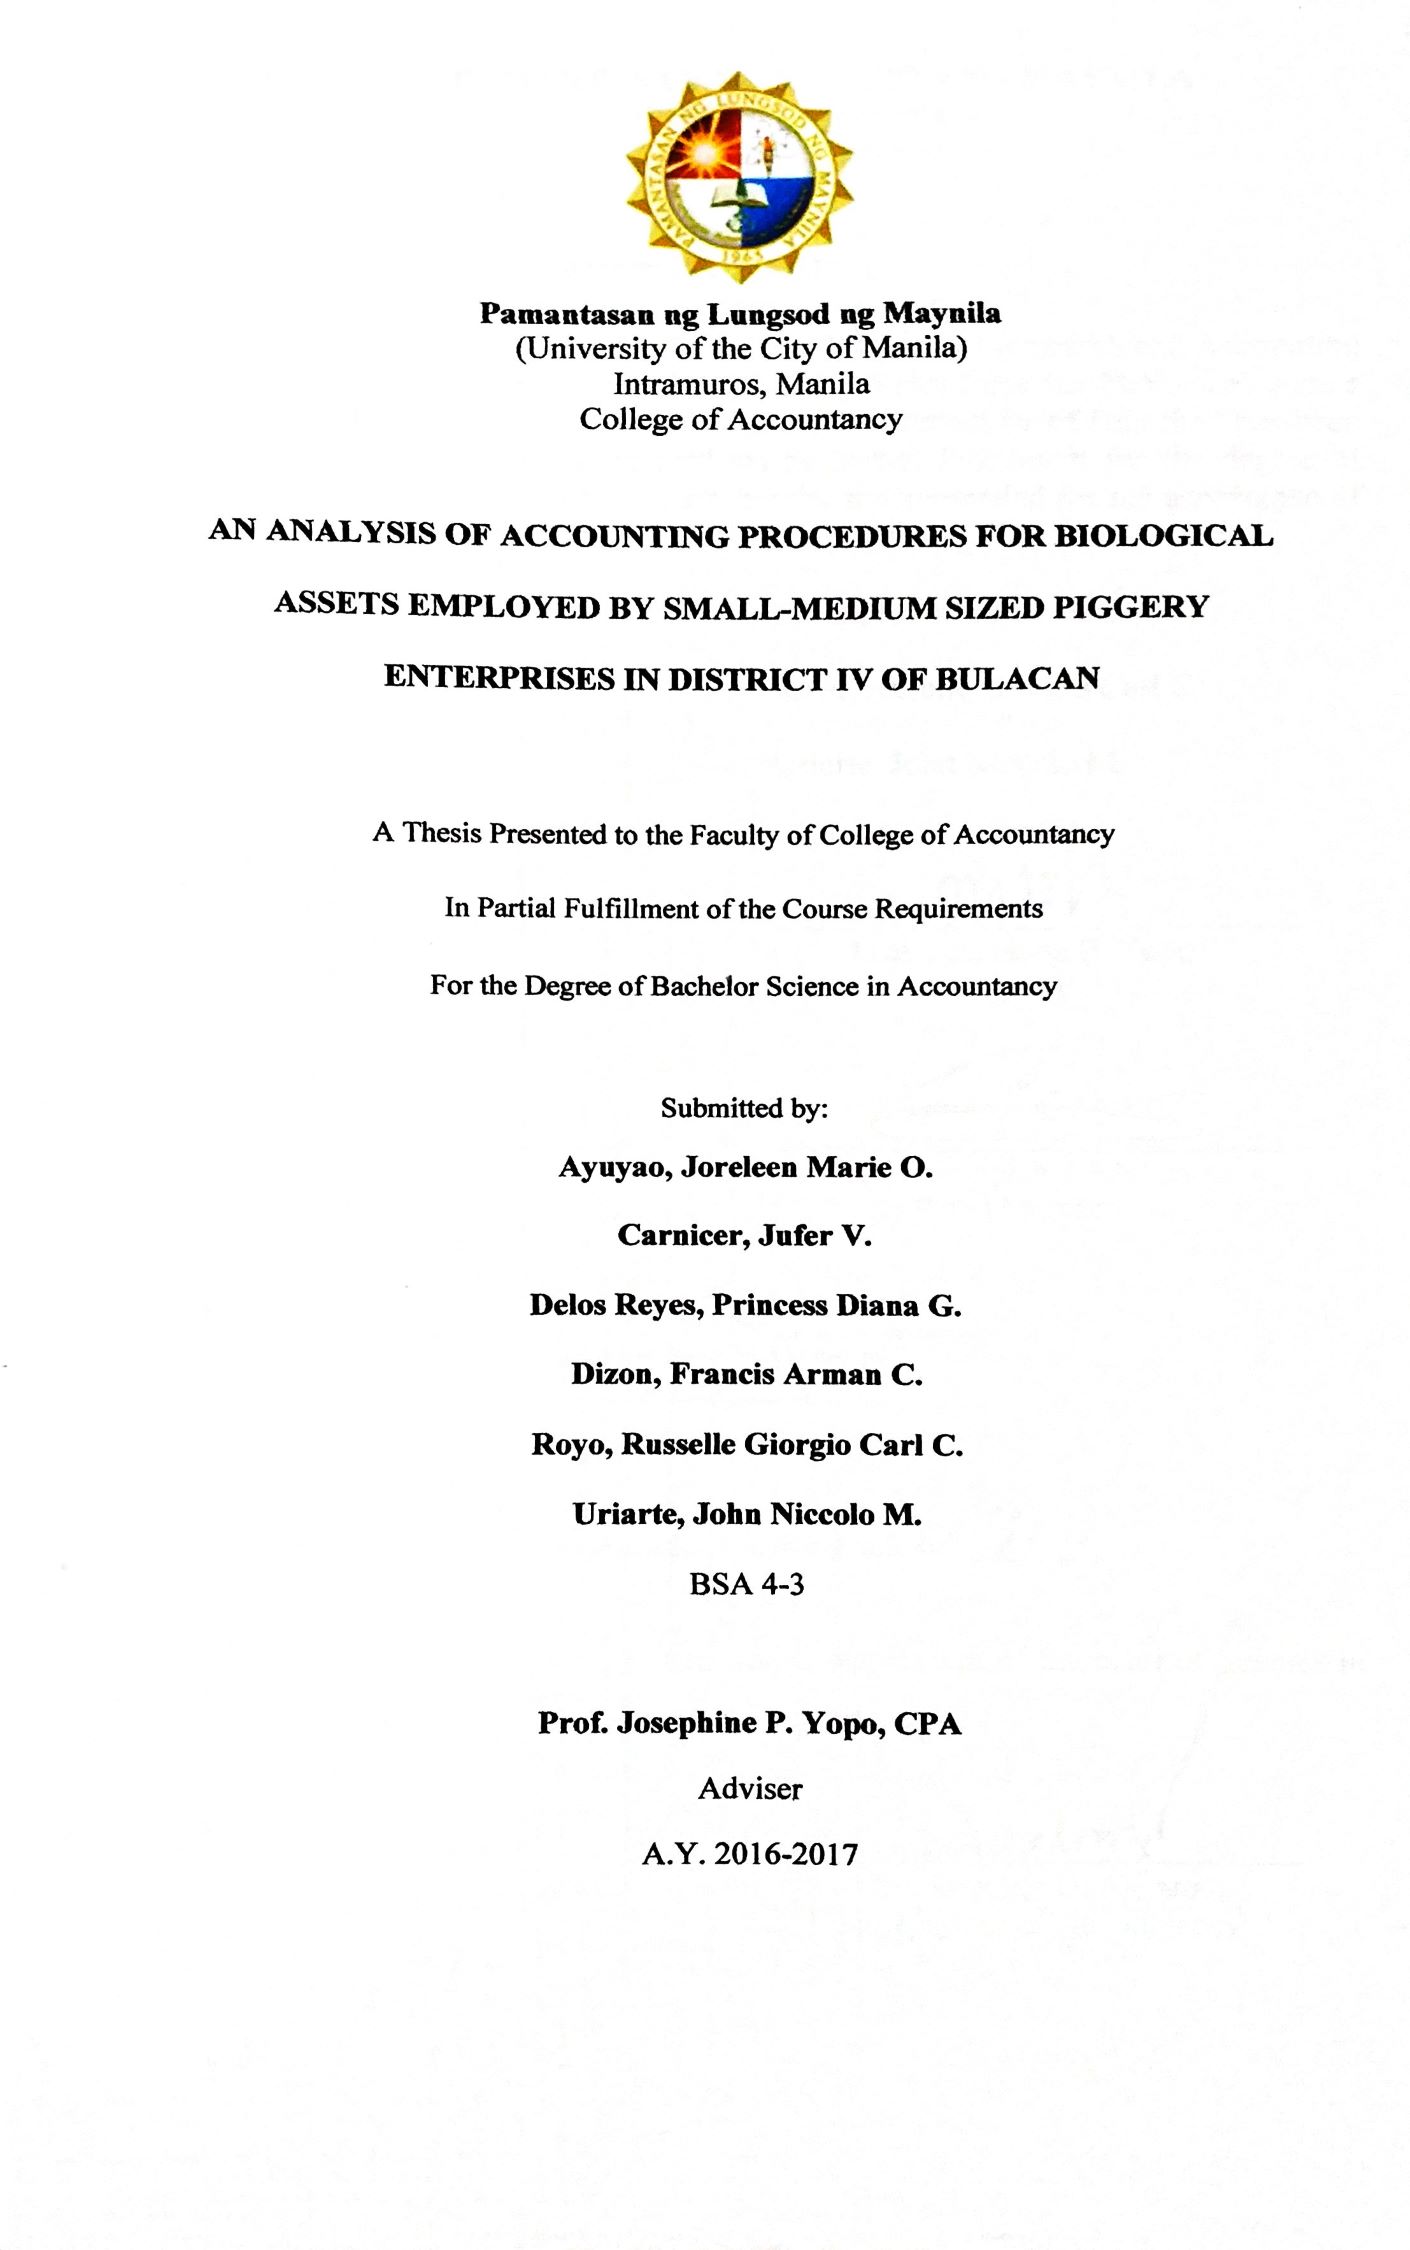 PAMANTASAN NG LUNGSOD NG MAYNILA
1965
Pamantasan ng Lungsod ng Maynila
(University of the City of Manila)
Intramuros, Manila
College of Accountancy
AN ANALYSIS OF ACCOUNTING PROCEDURES FOR BIOLOGICAL
ASSETS EMPLOYED BY SMALL-MEDIUM SIZED PIGGERY
ENTERPRISES IN DISTRICT IV OF BULACAN
A Thesis Presented to the Faculty of College of Accountancy
In Partial Fulfillment of the Course Requirements
For the Degree of Bachelor Science in Accountancy
Submitted by:
Ayuyao, Joreleen Marie O.
Carnicer, Jufer V.
Delos Reyes, Princess Diana G.
Dizon, Francis Arman C.
Royo, Russelle Giorgio Carl C.
Uriarte, John Niccolo M.
BSA 4-3
Prof. Josephine P. Yopo, CPA
Adviser
A.Y. 2016-2017